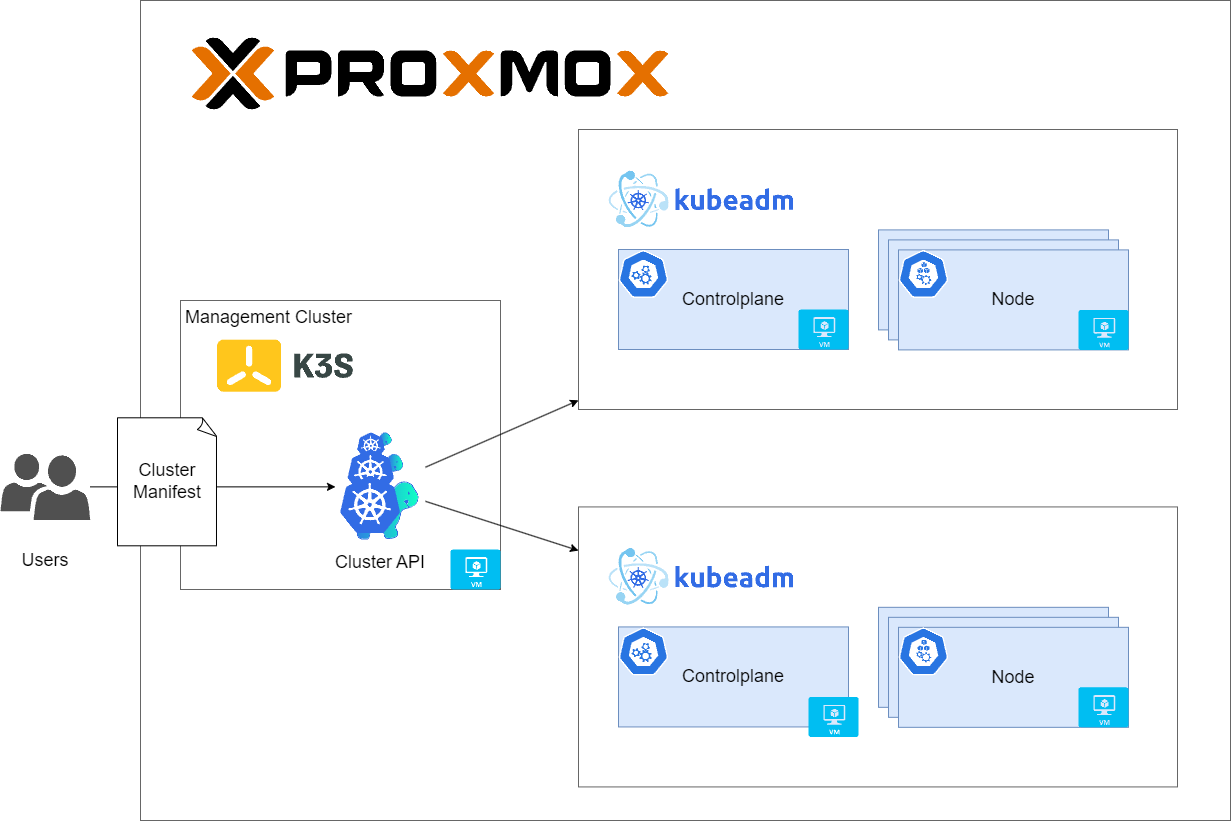 PROXMOX
kubeadm
Controlplane
VM
Node
VM
Management Cluster
K3S
Cluster
Manifest
Users
Cluster API
VM
kubeadm
Controlplane
VM
Node
VM